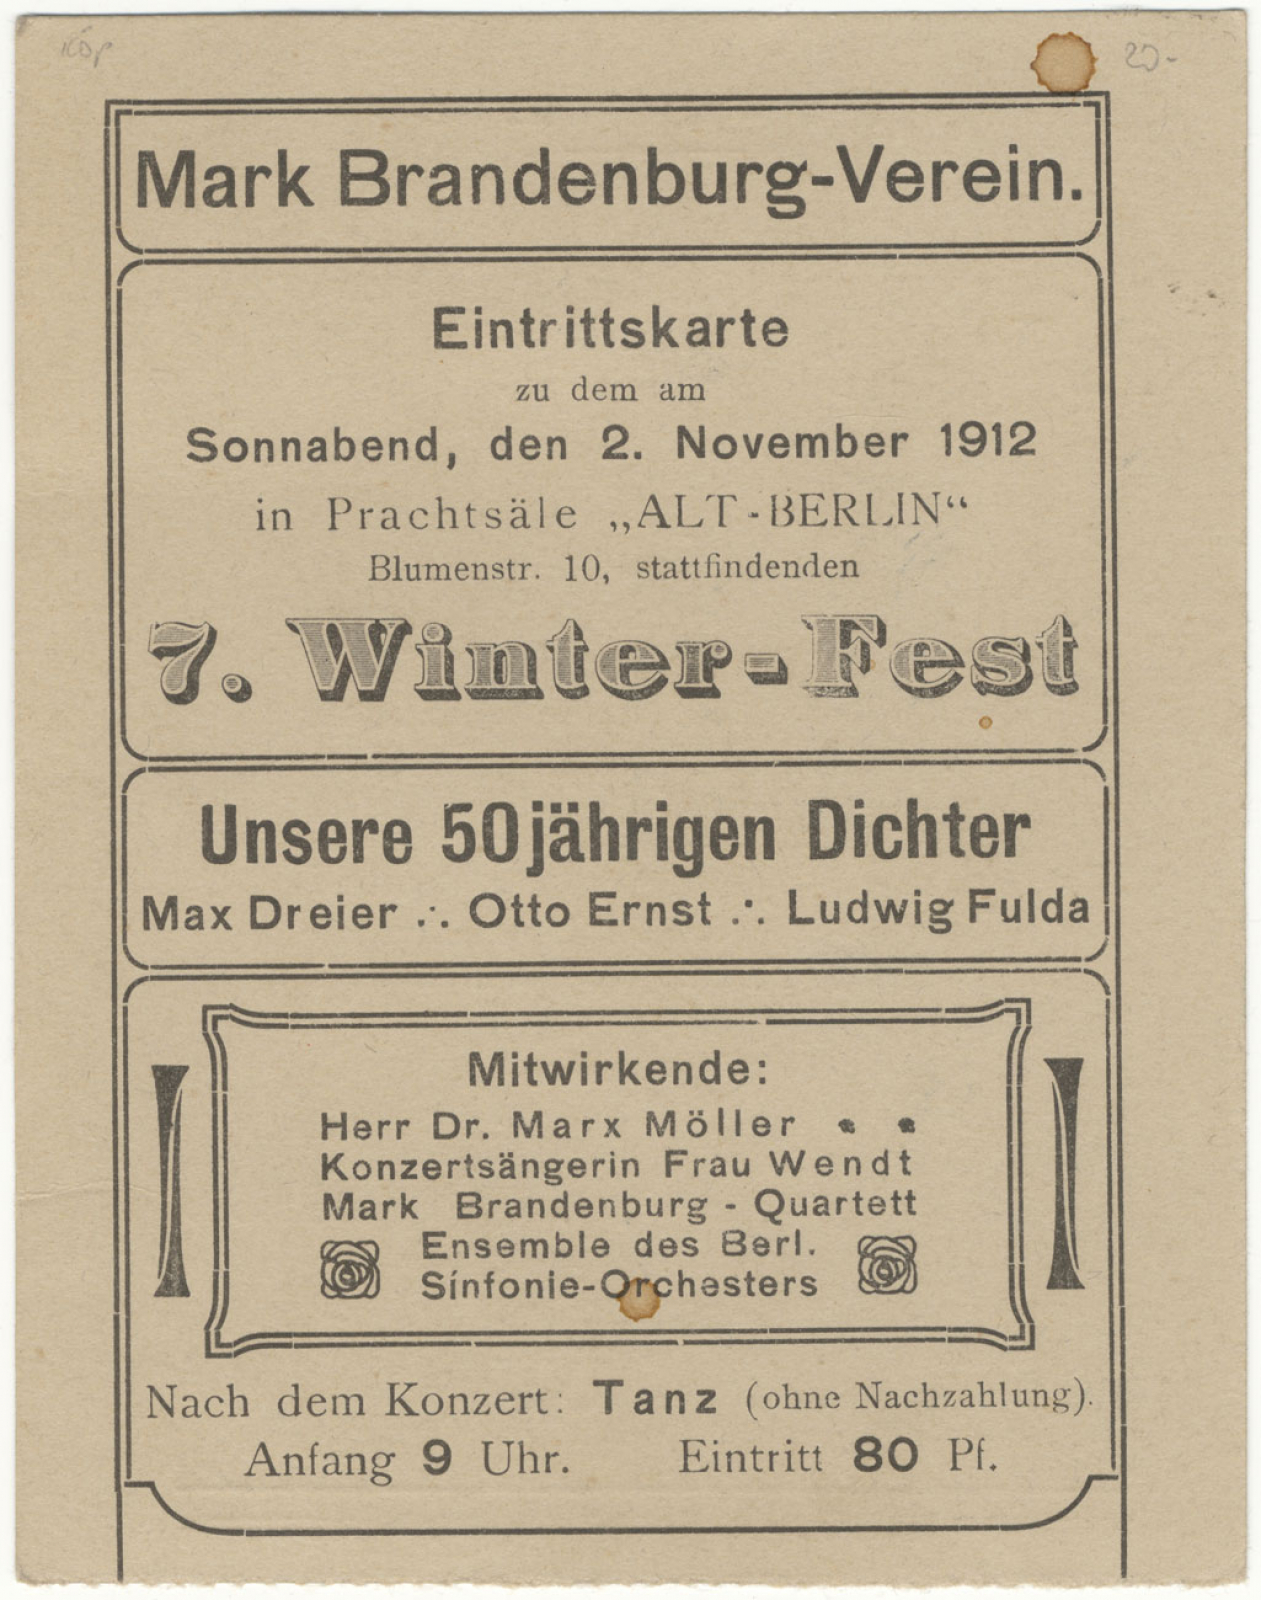 Mark Brandenburg-Verein.
Eintrittskarte
zu dem am
Sonnabend, den 2. November 1912
in Prachtsäle „ALT-BERLIN“
Blumenstr. 10, stattfindenden
7. Winter-Fest
Unsere 50jährigen Dichter
Max Dreier ∴ Otto Ernst ∴ Ludwig Fulda
Mitwirkende:
Herr Dr. Marx Möller
Konzertsängerin Frau Wendt
Mark Brandenburg - Quartett
Ensemble des Berl.
Sinfonie-Orchesters
Nach dem Konzert: Tanz (ohne Nachzahlung).
Anfang 9 Uhr. Eintritt 80 Pf.